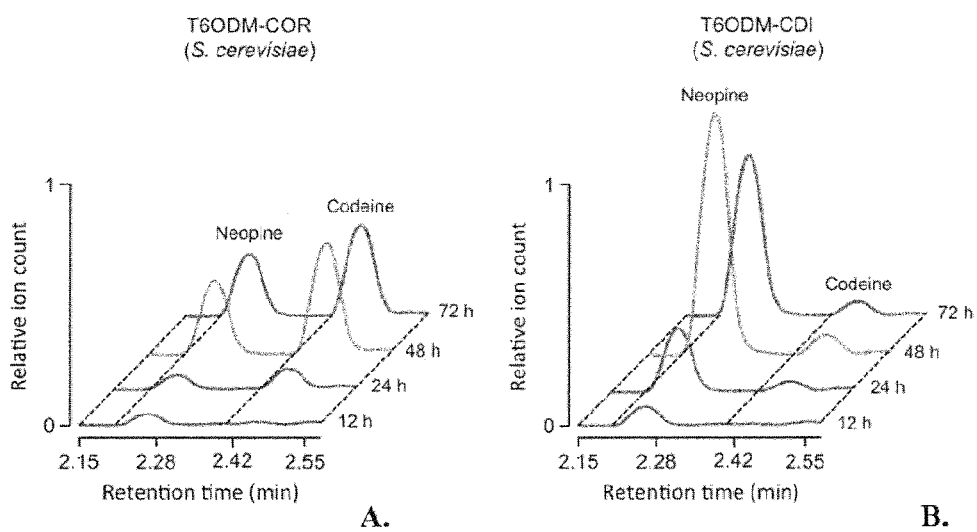 T6ODM-COR
(S. cerevisiae)
Relative ion count
1
0
Neopine
Codeine
72 h
48 h
24 h
12 h
2.15 2.28 2.42 2.55
Retention time (min)
A.
T6ODM-CDI
(S. cerevisiae)
Relative ion count
1
0
Neopine
Codeine
72 h
48 h
24 h
12 h
2.15 2.28 2.42 2.55
Retention time (min)
B.